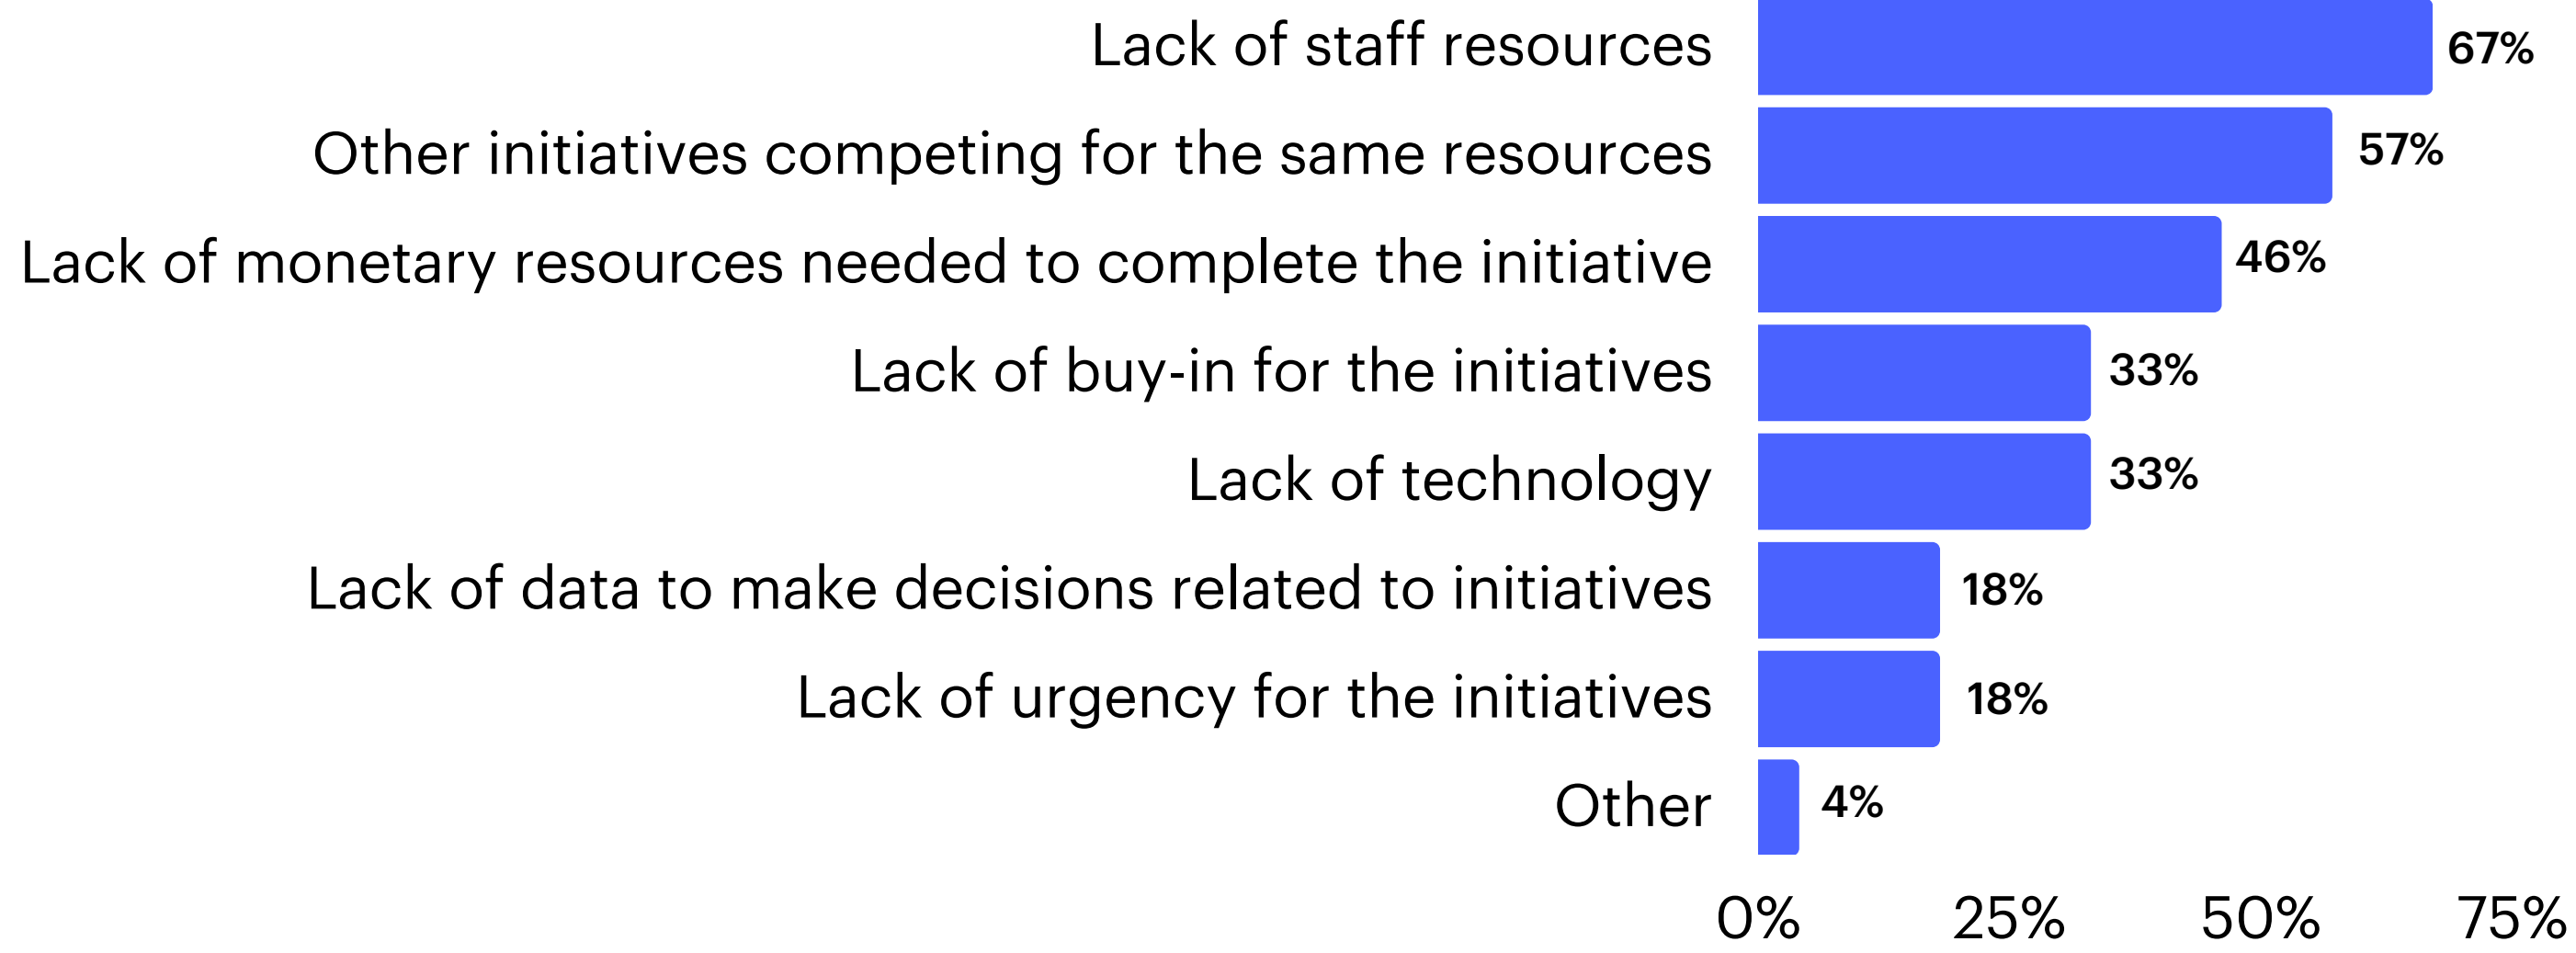 Lack of staff resources 67%
Other initiatives competing for the same resources 57%
Lack of monetary resources needed to complete the initiative 46%
Lack of buy-in for the initiatives 33%
Lack of technology 33%
Lack of data to make decisions related to initiatives 18%
Lack of urgency for the initiatives 18%
Other 4%
0% 25% 50% 75%